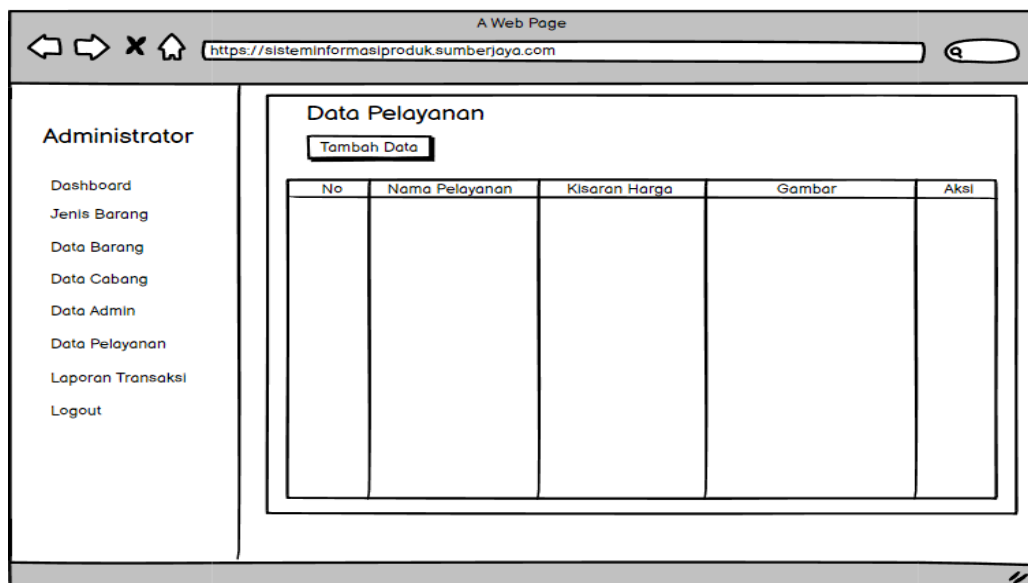 A Web Page
https://sisteminformasiproduk.sumberjaya.com
Administrator
Dashboard
Jenis Barang
Data Barang
Data Cabang
Data Admin
Data Pelayanan
Laporan Transaksi
Logout
Data Pelayanan
Tambah Data
No Nama Pelayanan Kisaran Harga Gambar Aksi